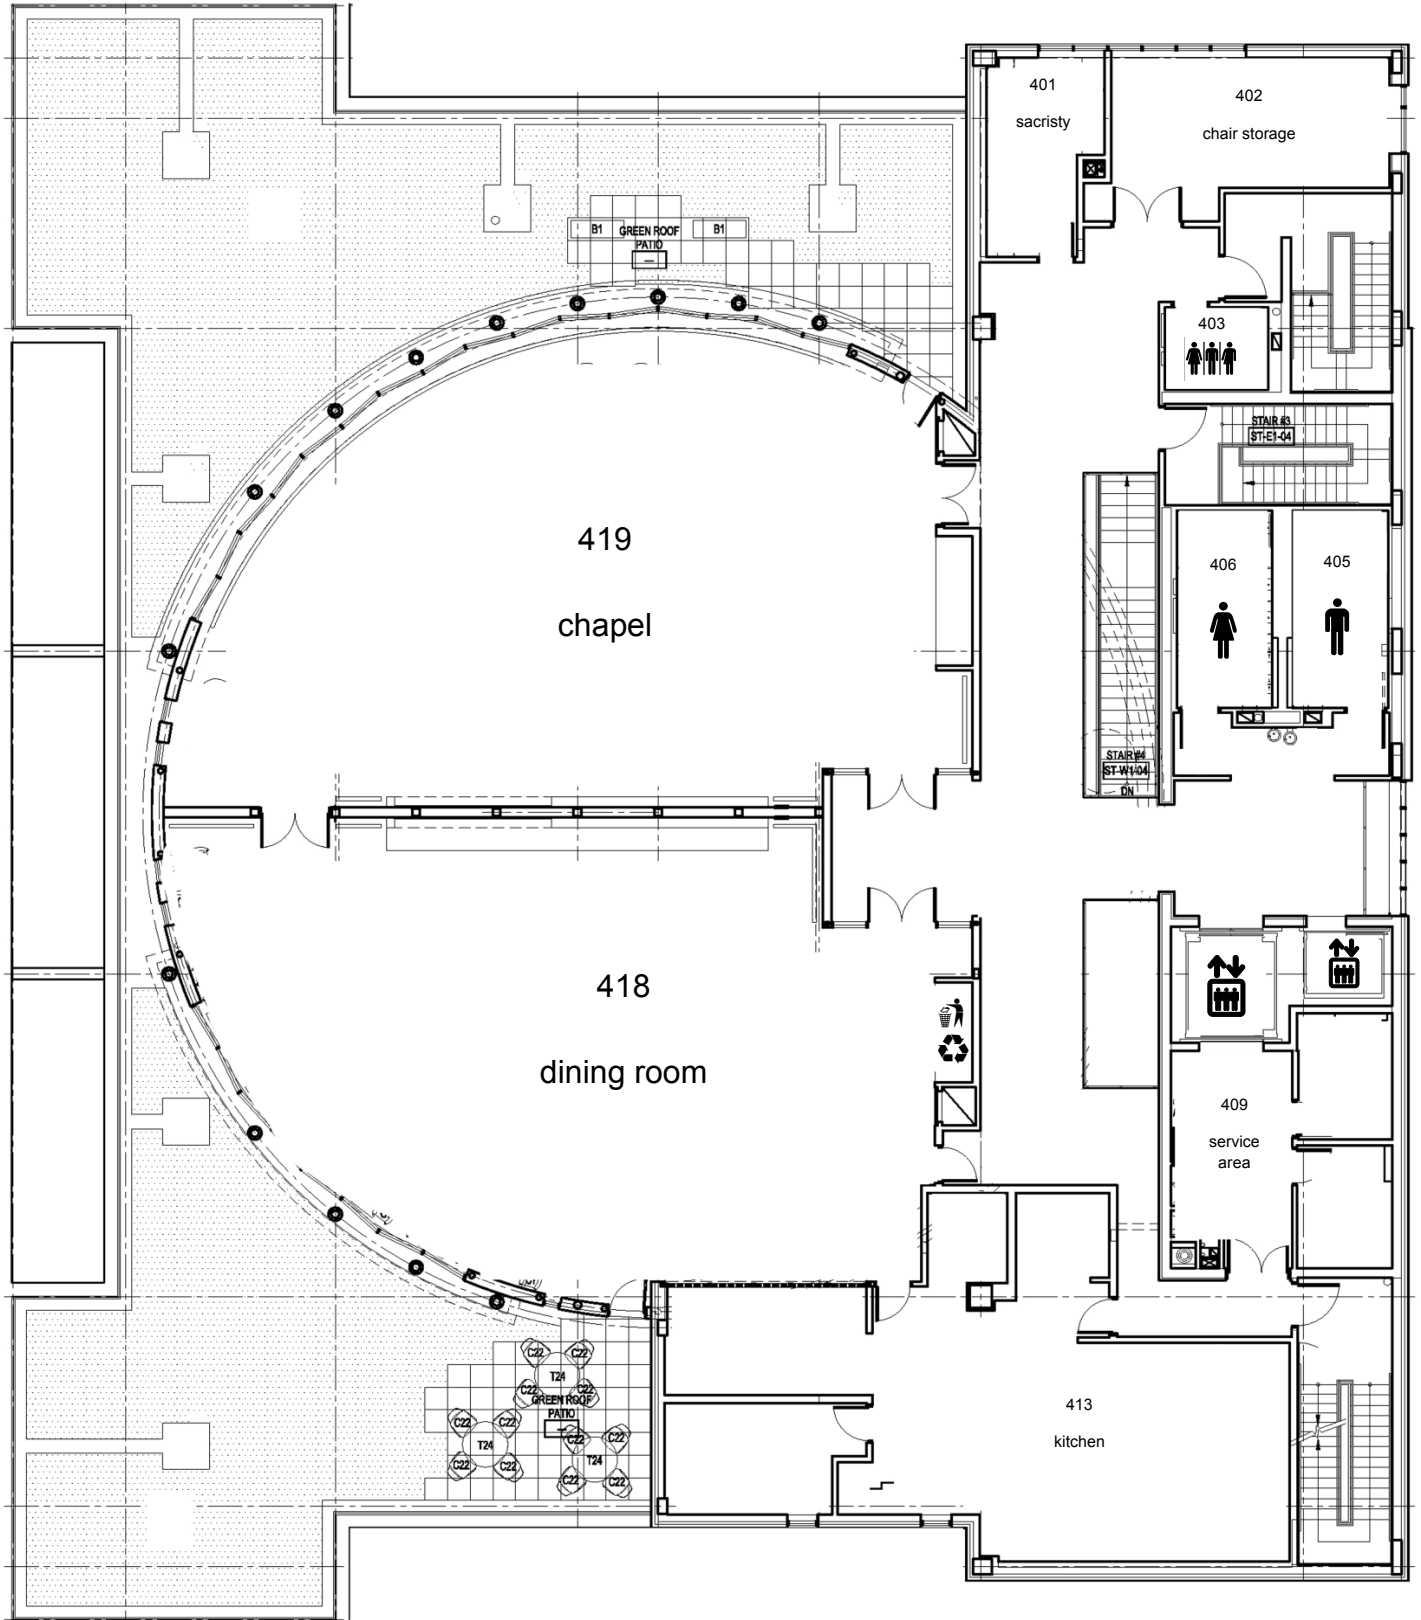 401
sacristy
402
chair storage
B1
GREEN ROOF
PATIO
B1
403
STAIR #3
ST-E1-04
419
chapel
406
405
STAIR #4
ST-W1-04
DN
418
dining room
409
service
area
C22
C22
T24
C22
C22
GREEN ROOF
PATIO
C22
C22
T24
C22
C22
C22
C22
T24
C22
C22
413
kitchen